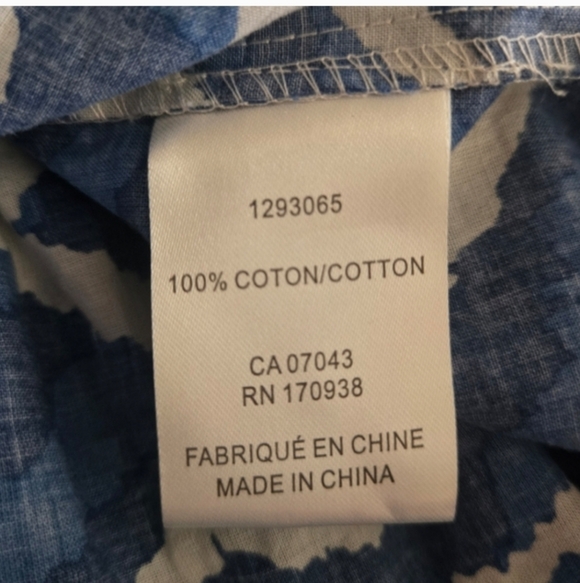 1293065
100% COTON/COTTON
CA 07043
RN 170938
FABRIQUÉ EN CHINE
MADE IN CHINA